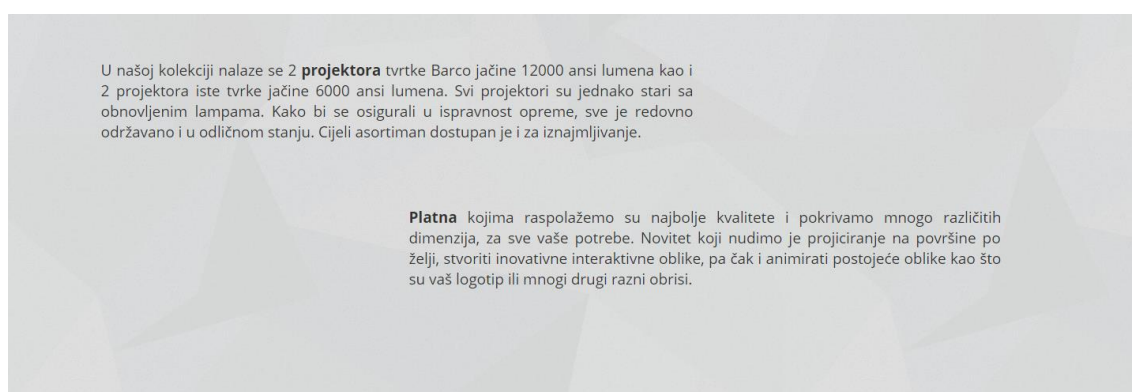 U našoj kolekciji nalaze se 2 projektora tvrtke Barco jačine 12000 ansi lumena kao i
2 projektora iste tvrke jačine 6000 ansi lumena. Svi projektori su jednako stari sa
obnovljenim lampama. Kako bi se osigurali u ispravnost opreme, sve je redovno
održavano i u odličnom stanju. Cijeli asortiman dostupan je i za iznajmljivanje.
Platna kojima raspolažemo su najbolje kvalitete i pokrivamo mnogo različitih
dimenzija, za sve vaše potrebe. Novitet koji nudimo je projiciranje na površine po
želji, stvoriti inovativne interaktivne oblike, pa čak i animirati postojeće oblike kao što
su vaš logotip ili mnogi drugi razni obrisi.